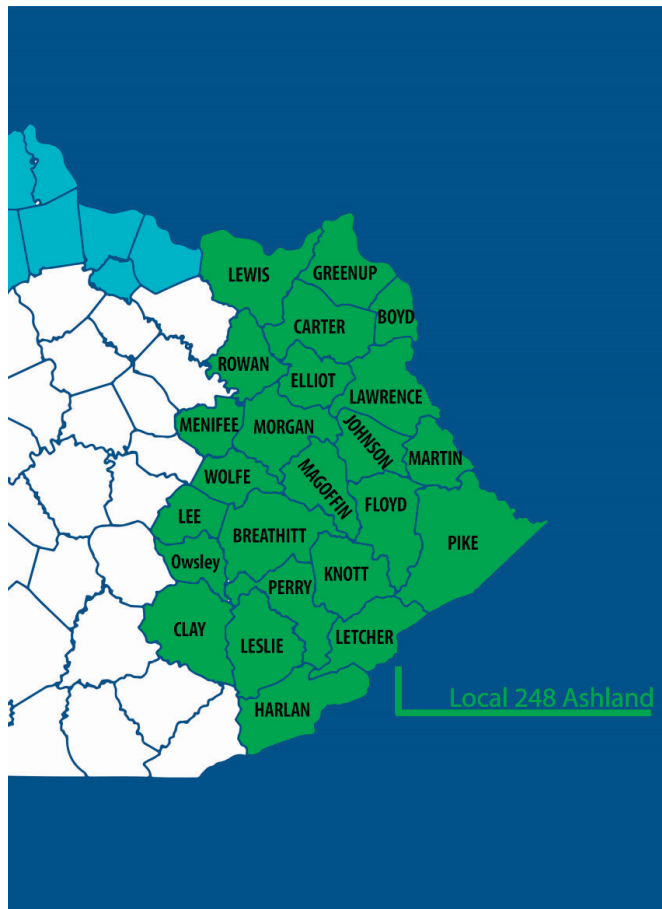 LEWIS
GREENUP
BOYD
CARTER
ROWAN
ELLIOT
LAWRENCE
MENIFEE
MORGAN
JOHNSON
MARTIN
WOLFE
MAGOFFIN
FLOYD
LEE
BREATHITT
PIKE
Owsley
KNOTT
PERRY
CLAY
LESLIE
LETCHER
HARLAN
Local 248 Ashland